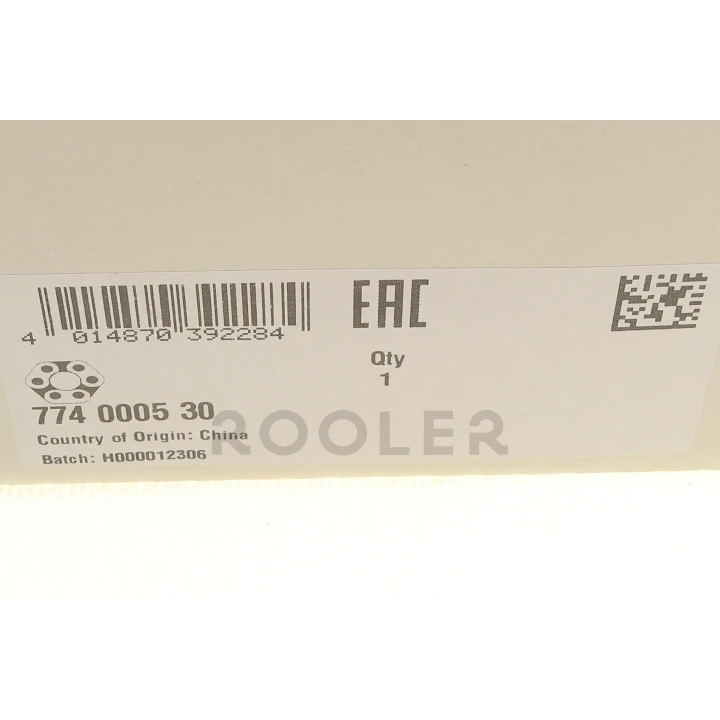 EAC
4 014870 392284
Qty
1
774 0005 30
ROOLER
Country of Origin: China
Batch: H000012306